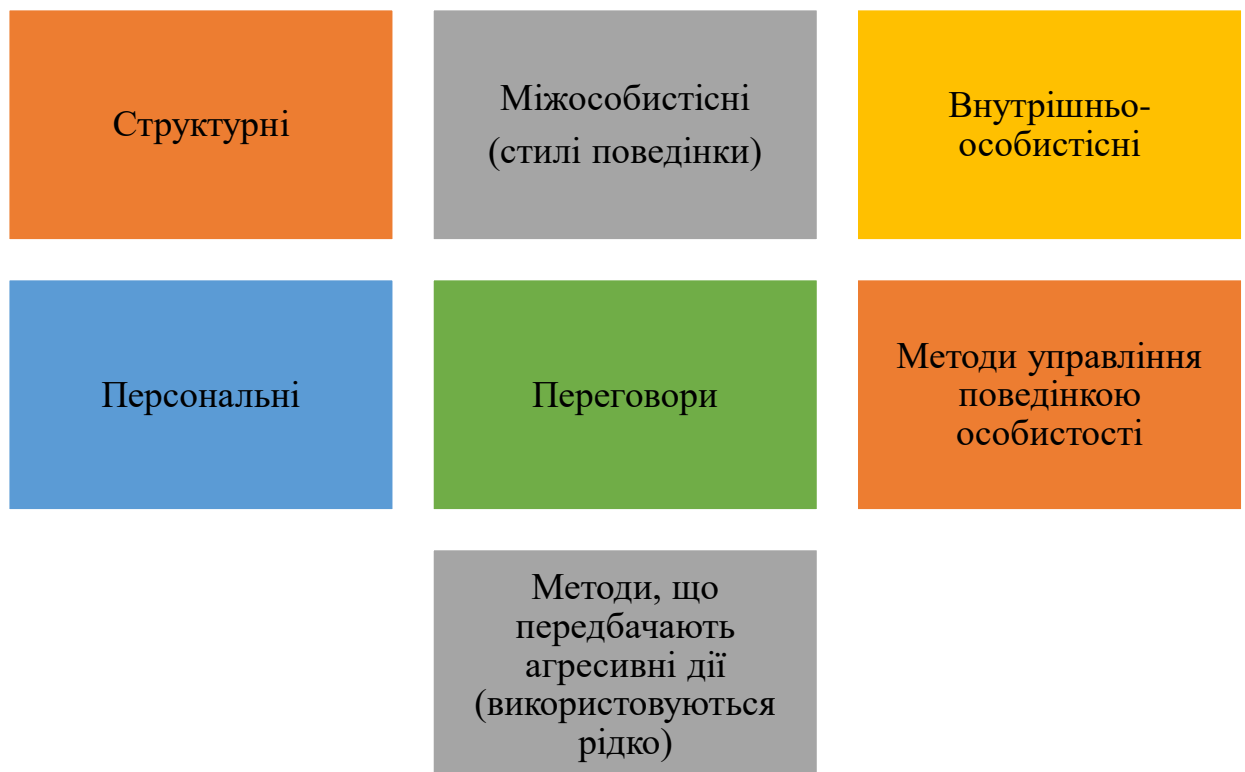 Структурні
Міжособистісні
(стилі поведінки)
Внутрішньо-
особистісні
Персональні
Переговори
Методи управління
поведінкою
особистості
Методи, що
передбачають
агресивні дії
(використовуються
рідко)